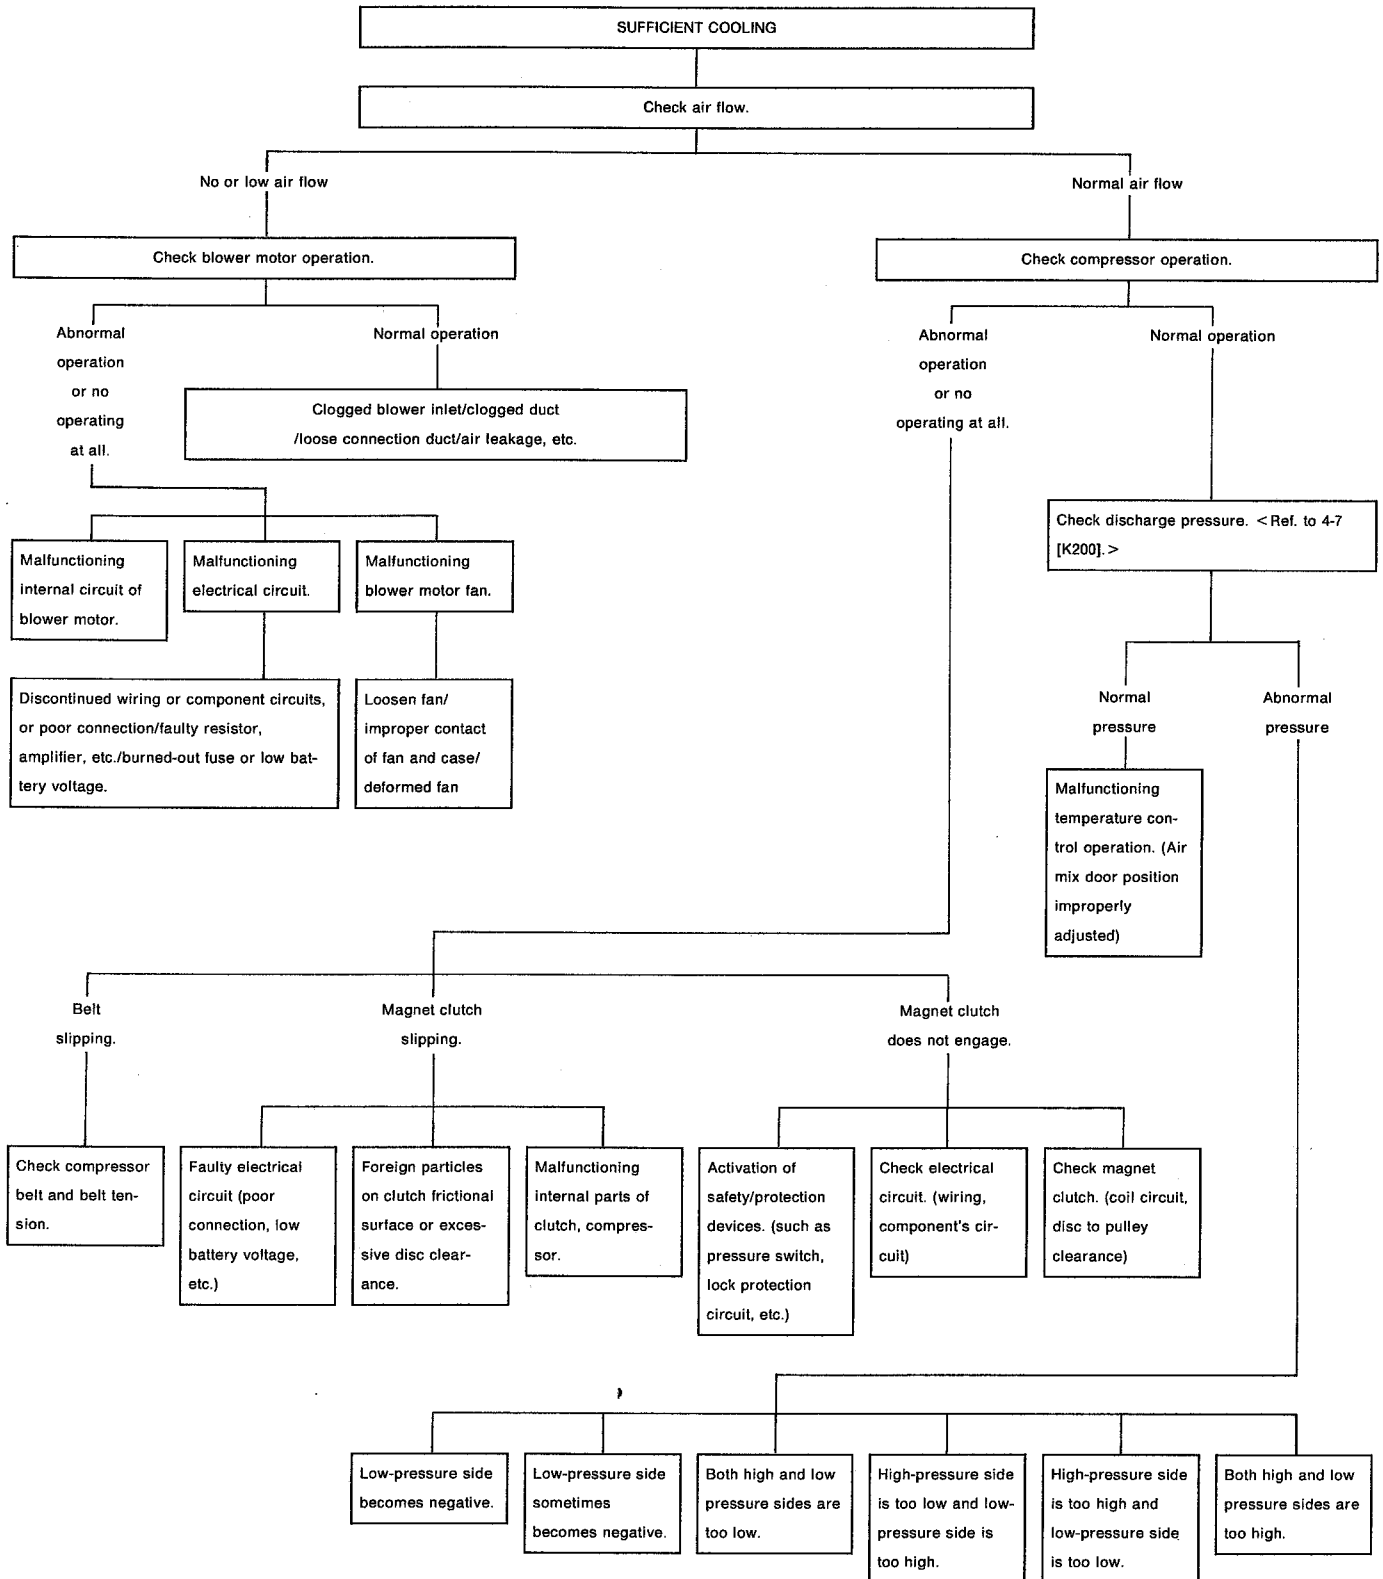 SUFFICIENT COOLING
Check air flow.
No or low air flow
Normal air flow
Check blower motor operation.
Check compressor operation.
Abnormal
operation
or no
operating
at all.
Normal operation
Abnormal
operation
or no
operating at all.
Normal operation
Clogged blower inlet/clogged duct
/loose connection duct/air leakage, etc.
Check discharge pressure. <Ref. to 4-7
[K200].>
Malfunctioning
internal circuit of
blower motor.
Malfunctioning
electrical circuit.
Malfunctioning
blower motor fan.
Discontinued wiring or component circuits,
or poor connection/faulty resistor,
amplifier, etc./burned-out fuse or low bat-
tery voltage.
Loosen fan/
improper contact
of fan and case/
deformed fan
Normal
pressure
Abnormal
pressure
Malfunctioning
temperature con-
trol operation. (Air
mix door position
improperly
adjusted)
Belt
slipping.
Magnet clutch
slipping.
Magnet clutch
does not engage.
Check compressor
belt and belt ten-
sion.
Faulty electrical
circuit (poor
connection, low
battery voltage,
etc.)
Foreign particles
on clutch frictional
surface or exces-
sive disc clear-
ance.
Malfunctioning
internal parts of
clutch, compres-
sor.
Activation of
safety/protection
devices. (such as
pressure switch,
lock protection
circuit, etc.)
Check electrical
circuit. (wiring,
component's cir-
cuit)
Check magnet
clutch. (coil circuit,
disc to pulley
clearance)
Low-pressure side
becomes negative.
Low-pressure side
sometimes
becomes negative.
Both high and low
pressure sides are
too low.
High-pressure side
is too low and low-
pressure side is
too high.
High-pressure side
is too high and
low-pressure side
is too low.
Both high and low
pressure sides are
too high.